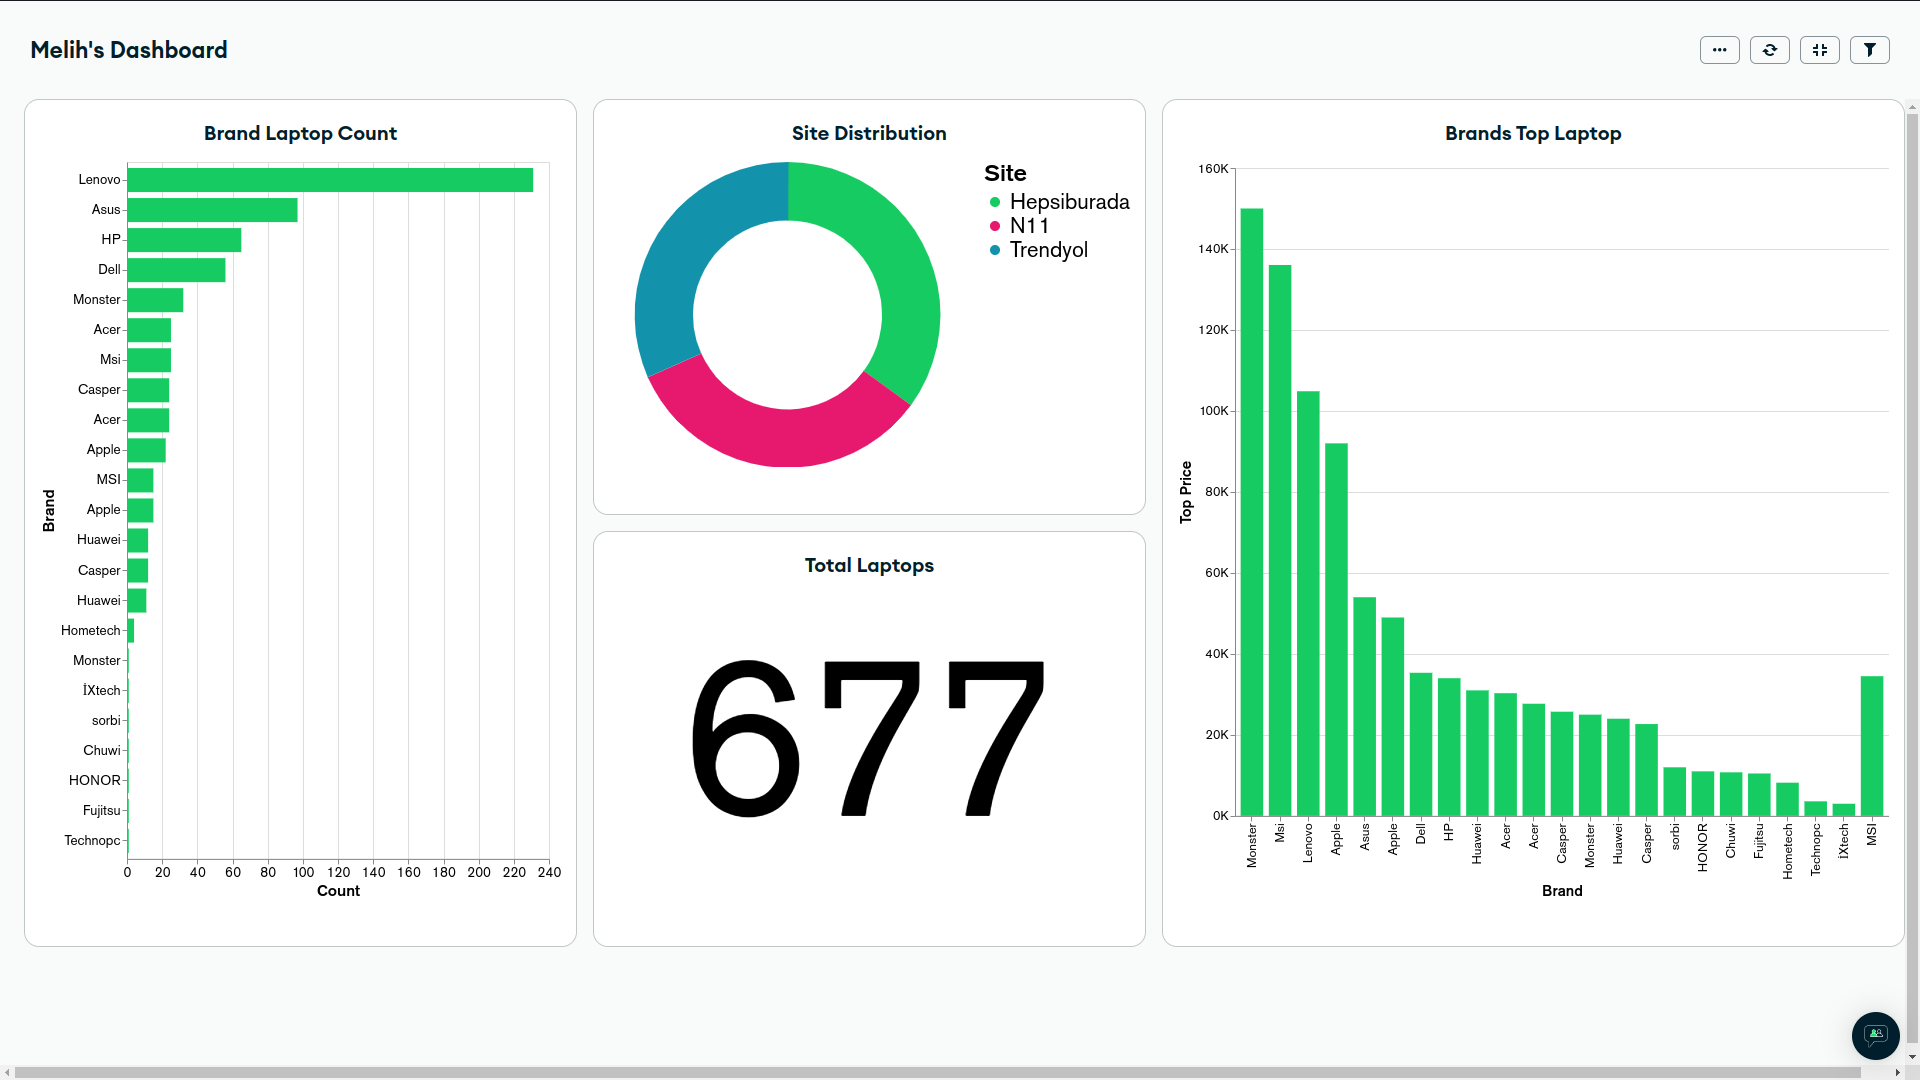 Melih's Dashboard
Brand Laptop Count
Brand
Lenovo
Asus
HP
Dell
Monster
Acer
Msi
Casper
Acer
Apple
MSI
Apple
Huawei
Casper
Huawei
Hometech
Monster
İXtech
sorbi
Chuwi
HONOR
Fujitsu
Technopc
0 20 40 60 80 100 120 140 160 180 200 220 240
Count
Site Distribution
Site
Hepsiburada
N11
Trendyol
Total Laptops
677
Brands Top Laptop
Top Price
160K
140K
120K
100K
80K
60K
40K
20K
0K
Monster Msi Lenovo Apple Asus Apple Dell HP Huawei Acer Acer Casper Monster Huawei Casper sorbi HONOR Chuwi Fujitsu Hometech Technopc İXtech MSI
Brand